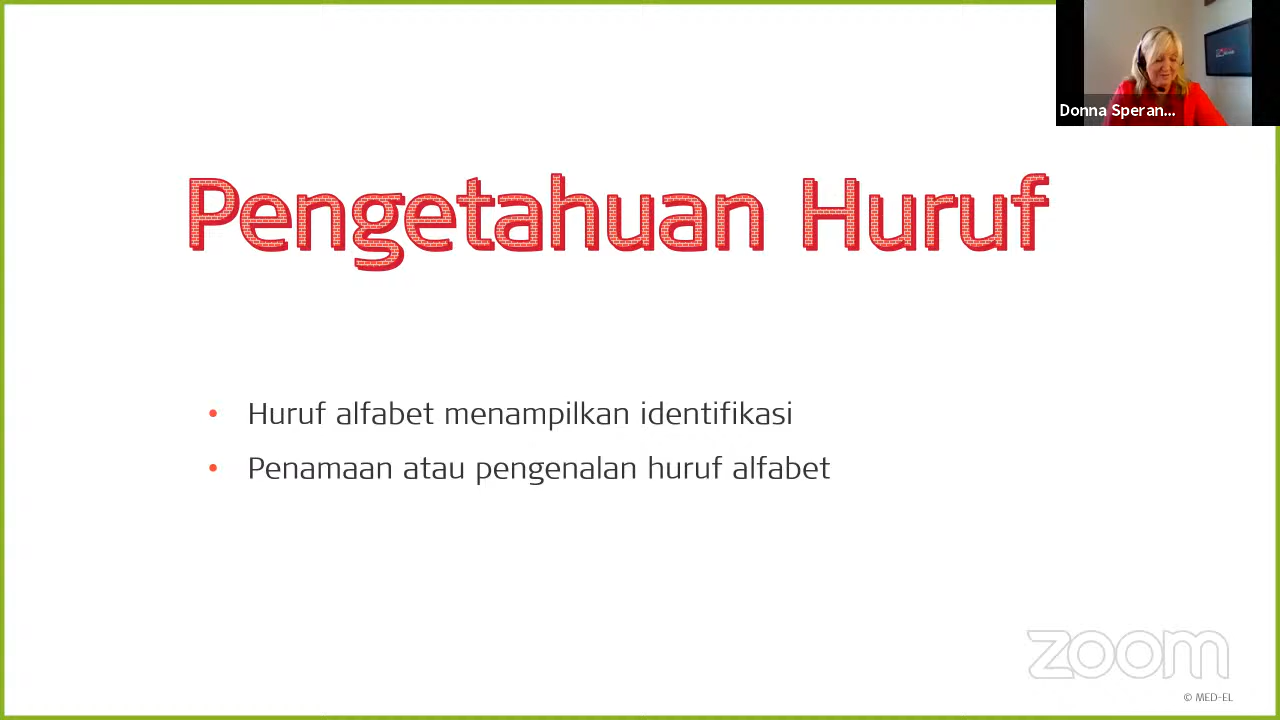 Donna Speran...
Pengetahuan Huruf
• Huruf alfabet menampilkan identifikasi
• Penamaan atau pengenalan huruf alfabet
zoom
© MED-EL